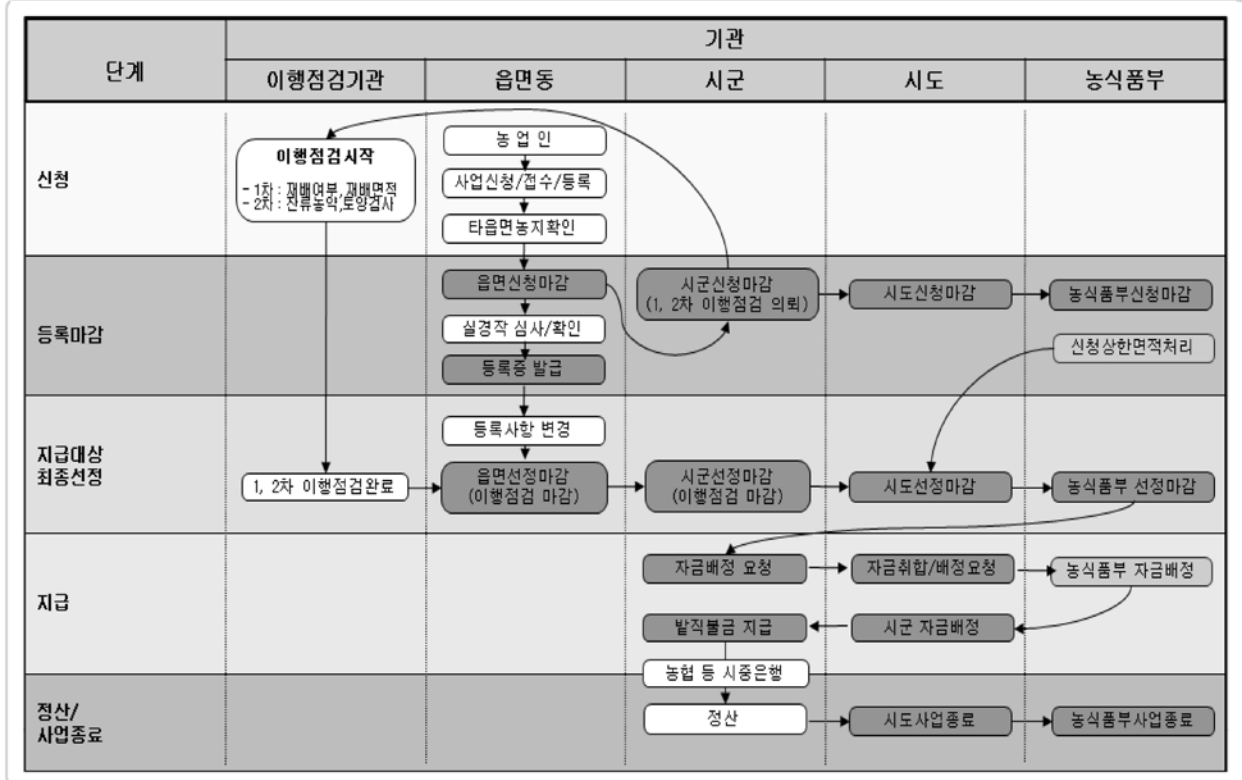 단계
기관
이행점검기관
읍면동
시군
시도
농식품부
신청
이행점검시작
- 1차 : 재배여부,재배면적
- 2차 : 잔류농약,토양검사
농 업 인
사업신청/접수/등록
타읍면농지확인
등록마감
읍면신청마감
시군신청마감
(1, 2차 이행점검 의뢰)
시도신청마감
농식품부신청마감
실경작 심사/확인
신청상한면적처리
등록증 발급
지급대상
최종선정
등록사항 변경
1, 2차 이행점검완료
읍면선정마감
(이행점검 마감)
시군선정마감
(이행점검 마감)
시도선정마감
농식품부 선정마감
지급
자금배정 요청
자금취합/배정요청
농식품부 자금배정
밭직불금 지급
시군 자금배정
농협 등 시중은행
정산/
사업종료
정산
시도사업종료
농식품부사업종료